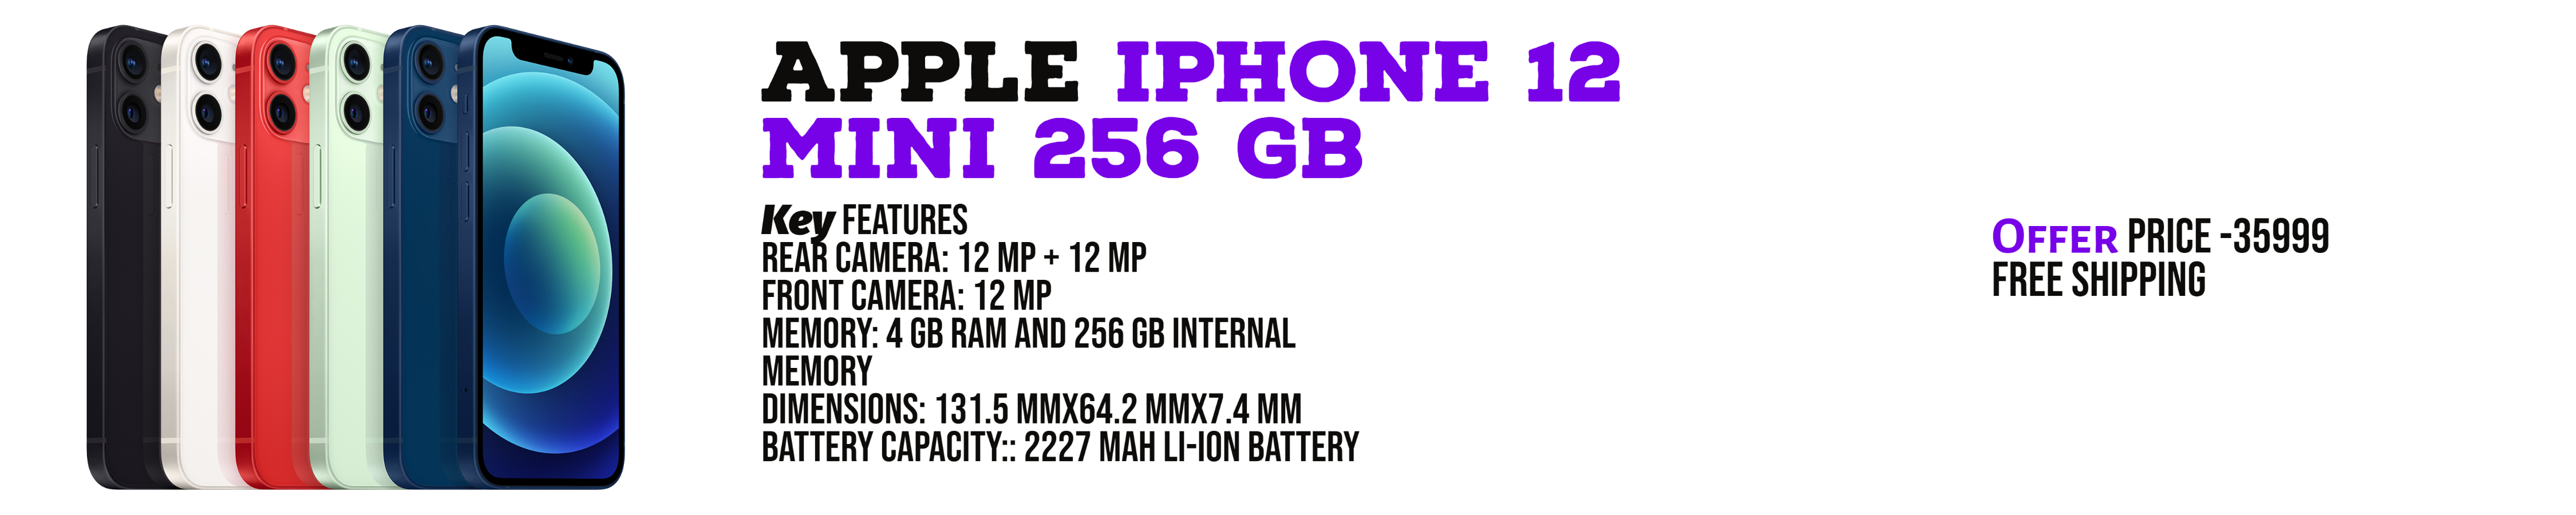 APPLE IPHONE 12
MINI 256 GB
Key FEATURES
REAR CAMERA: 12 MP + 12 MP
FRONT CAMERA: 12 MP
MEMORY: 4 GB RAM AND 256 GB INTERNAL
MEMORY
DIMENSIONS: 131.5 MMX64.2 MMX7.4 MM
BATTERY CAPACITY:: 2227 MAH LI-ION BATTERY
OFFER PRICE -35999
FREE SHIPPING